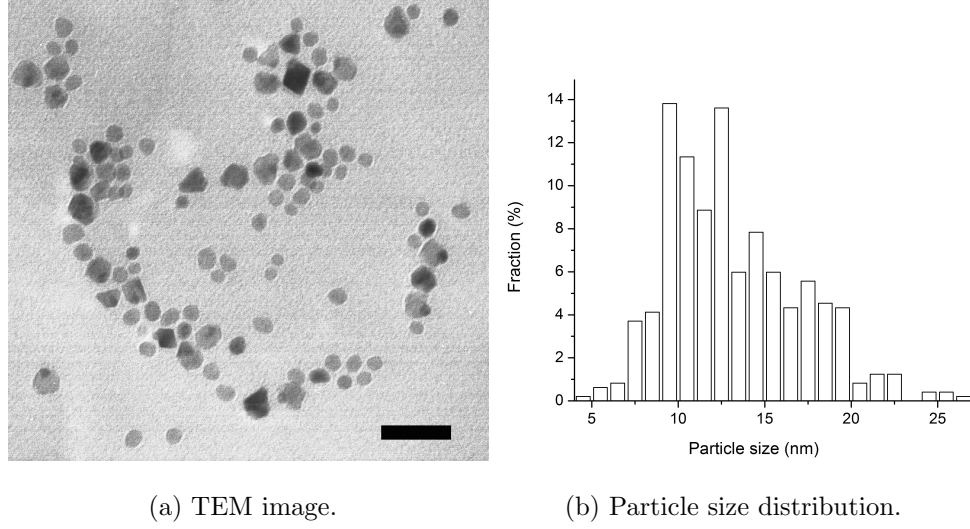 14
12
10
8
6
4
2
0
Fraction (%)
5 10 15 20 25
Particle size (nm)
(a) TEM image.
(b) Particle size distribution.